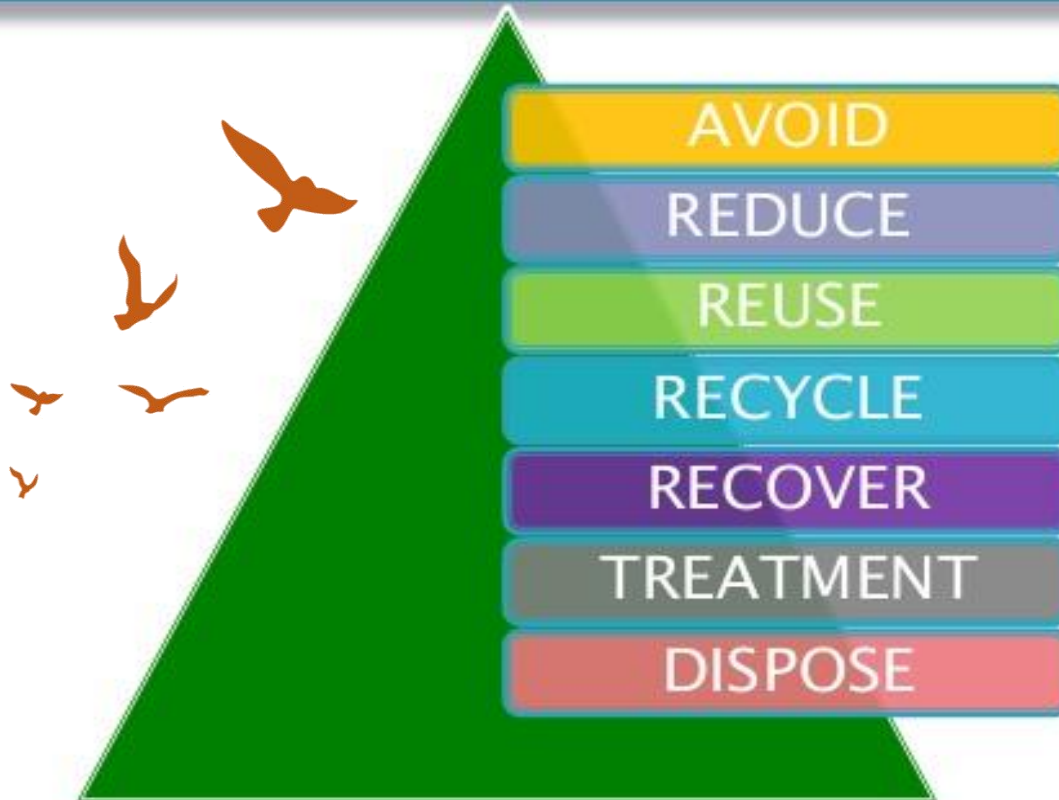 AVOID
REDUCE
REUSE
RECYCLE
RECOVER
TREATMENT
DISPOSE